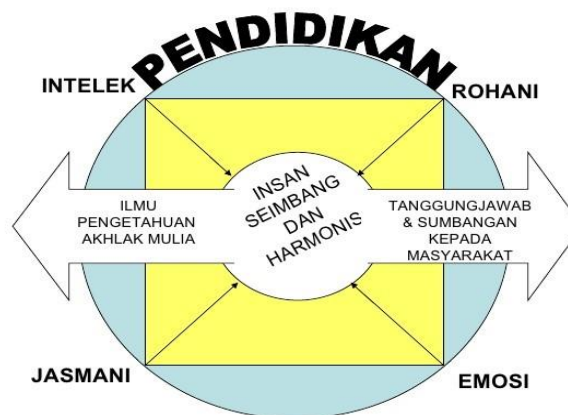 PENDIDIKAN
INTELEK
ROHANI
INSAN
SEIMBANG
DAN
HARMONIS
ILMU
PENGETAHUAN
AKHLAK MULIA
TANGGUNGJAWAB
& SUMBANGAN
KEPADA
MASYARAKAT
JASMANI
EMOSI